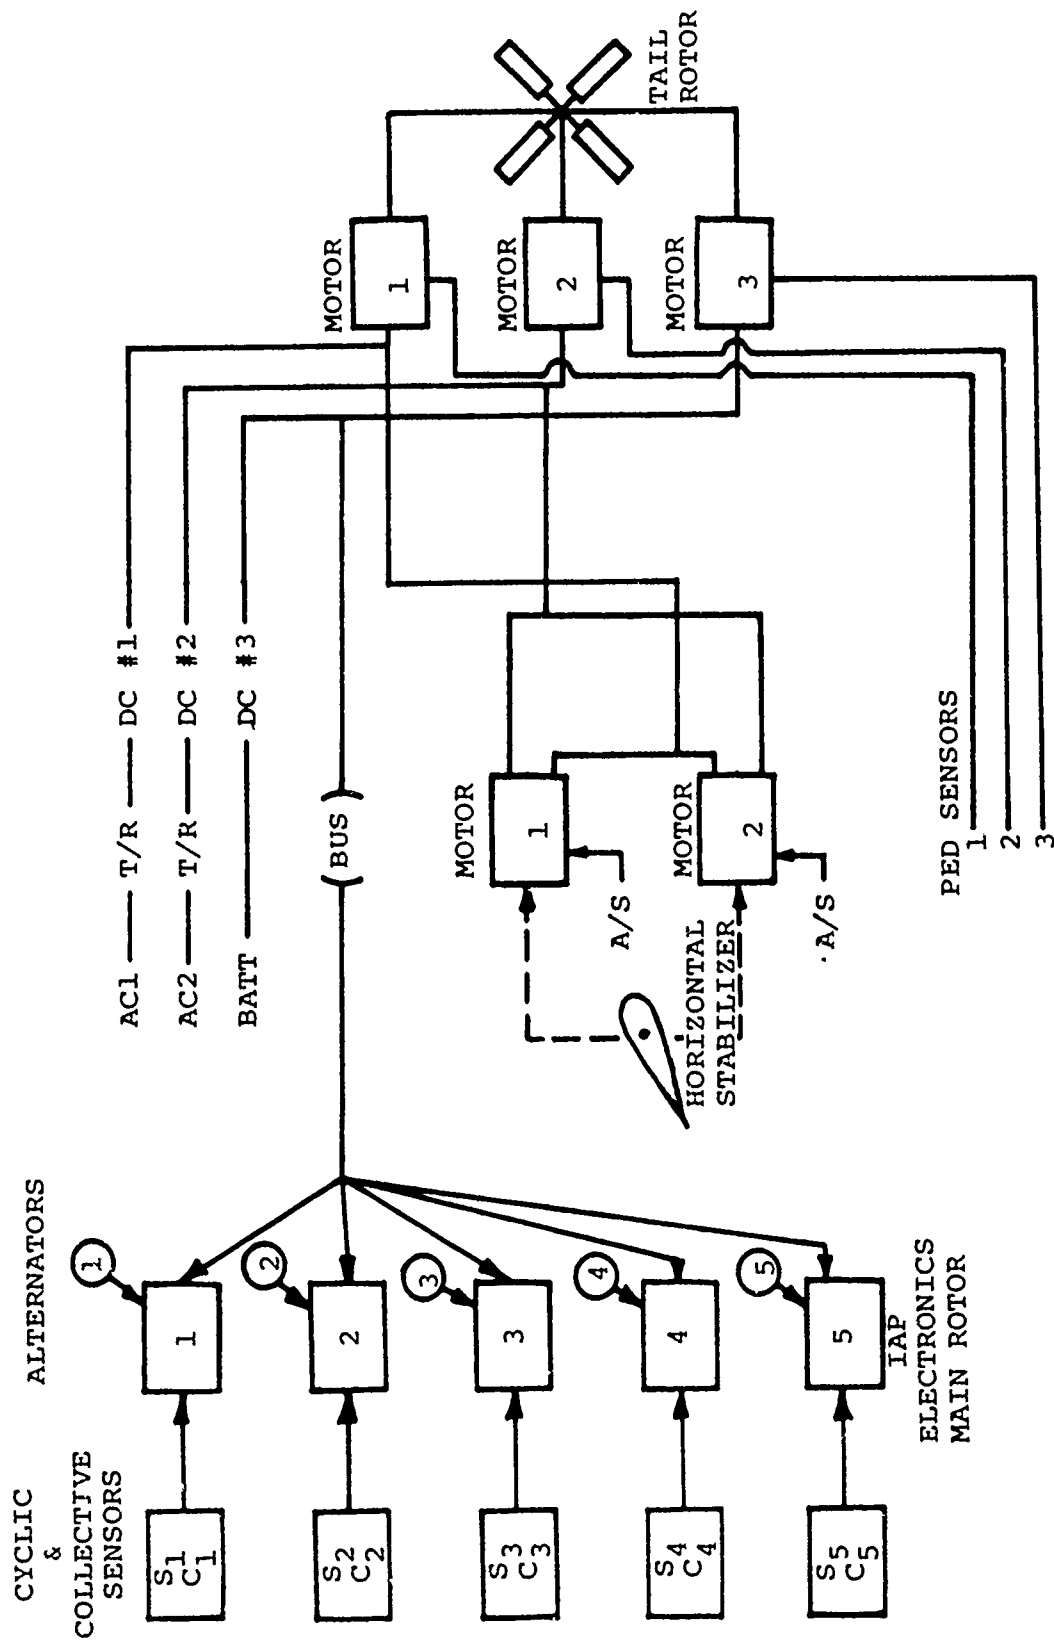 CYCLIC
&
COLLECTIVE
SENSORS
S1
C1
S2
C2
S3
C3
S4
C4
S5
C5
ALTERNATORS
1
2
3
4
5
1
2
3
4
5
IAP
ELECTRONICS
MAIN ROTOR
AC1 T/R DC #1
AC2 T/R DC #2
BATT DC #3
(BUS)
HORIZONTAL
STABILIZER
MOTOR
1
A/S
MOTOR
2
A/S
PED SENSORS
1
2
3
MOTOR
1
MOTOR
2
MOTOR
3
TAIL
ROTOR